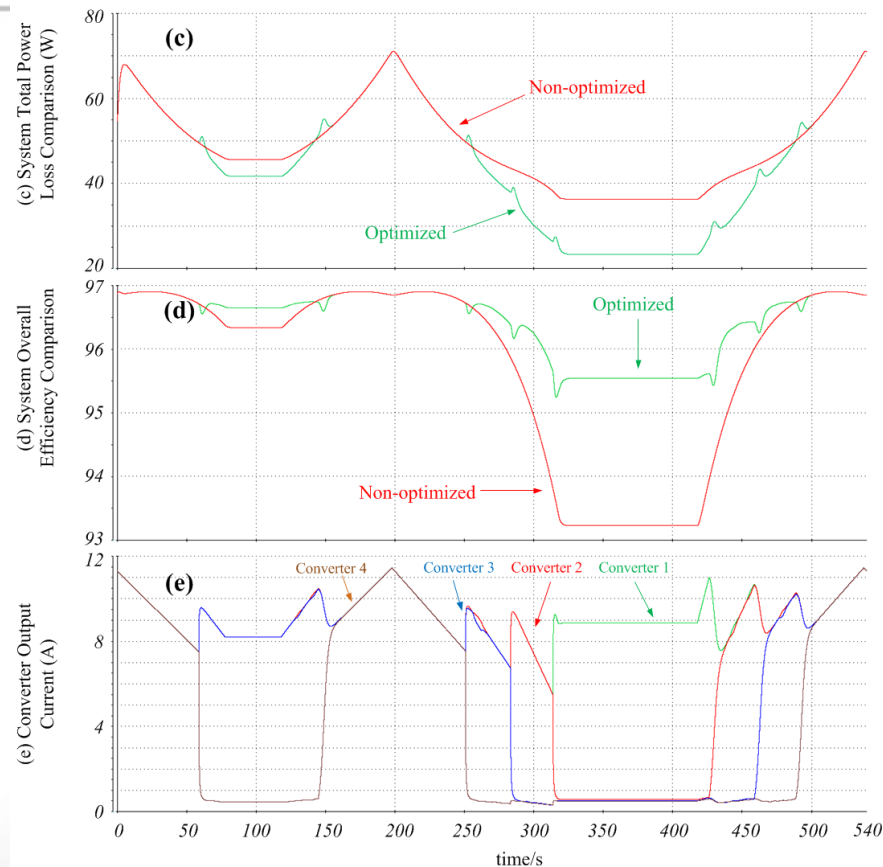 (c) System Total Power
Loss Comparison (W)
80
60
40
20
(c)
Non-optimized
Optimized
(d) System Overall
Efficiency Comparison
97
96
95
94
93
(d)
Optimized
Non-optimized
(e) Converter Output
Current (A)
12
8
4
0
(e)
Converter 4
Converter 3
Converter 2
Converter 1
0 50 100 150 200 250 300 350 400 450 500 540
time/s